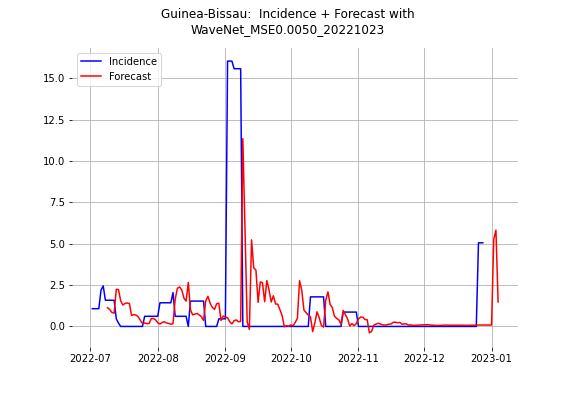 Guinea-Bissau:  Incidence + Forecast with
WaveNet_MSE0.0050_20221023
Incidence
Forecast
15.0
12.5
10.0
7.5
5.0
2.5
0.0
2022-07 2022-08 2022-09 2022-10 2022-11 2022-12 2023-01